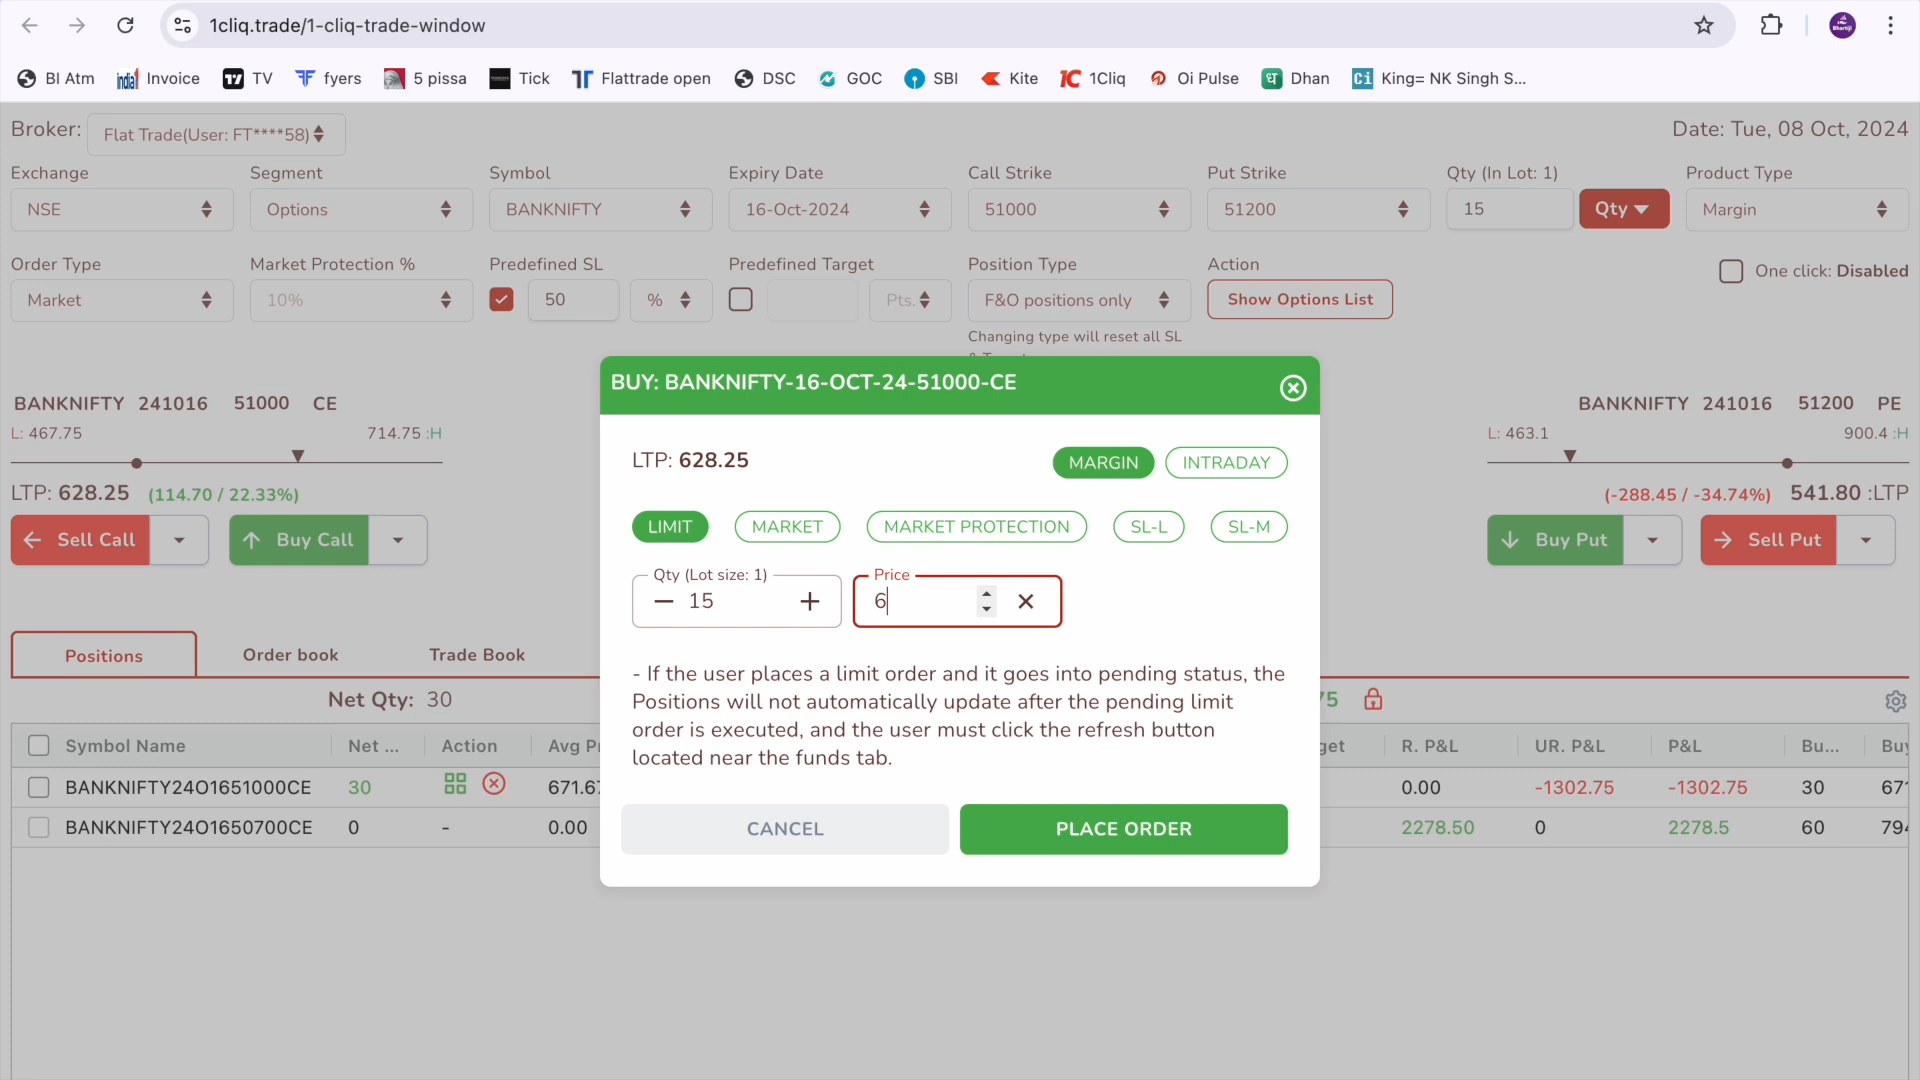 1cliq.trade/1-cliq-trade-window
BI Atm Invoice TV fyers 5 pissa Tick Flattrade open DSC GOC SBI Kite 1Cliq Oi Pulse Dhan King= NK Singh S...
Broker: Flat Trade(User: FT****58) Date: Tue, 08 Oct, 2024
Exchange Segment Symbol Expiry Date Call Strike Put Strike Qty (In Lot: 1) Product Type
NSE Options BANKNIFTY 16-Oct-2024 51000 51200 15 Qty Margin
Order Type Market Protection % Predefined SL Predefined Target Position Type Action
One click: Disabled
Market 10% 50 % Pts. F&O positions only Show Options List
Changing type will reset all SL
BUY: BANKNIFTY-16-OCT-24-51000-CE
BANKNIFTY 241016 51000 CE
L: 467.75 714.75 :H
LTP: 628.25 (114.70 / 22.33%)
Sell Call Buy Call
BANKNIFTY 241016 51200 PE
L: 463.1 900.4 :H
(-288.45 / -34.74%) 541.80 :LTP
Buy Put Sell Put
LTP: 628.25 MARGIN INTRADAY
LIMIT MARKET MARKET PROTECTION SL-L SL-M
Qty (Lot size: 1) Price
15 6
- If the user places a limit order and it goes into pending status, the
Positions will not automatically update after the pending limit
order is executed, and the user must click the refresh button
located near the funds tab.
CANCEL PLACE ORDER
Positions Order book Trade Book
Net Qty: 30
Symbol Name Net ... Action R. P&L UR. P&L P&L Bu...
BANKNIFTY24O1651000CE 30 0.00 -1302.75 -1302.75 30
BANKNIFTY24O1650700CE 0 - 0.00 2278.50 0 2278.5 60